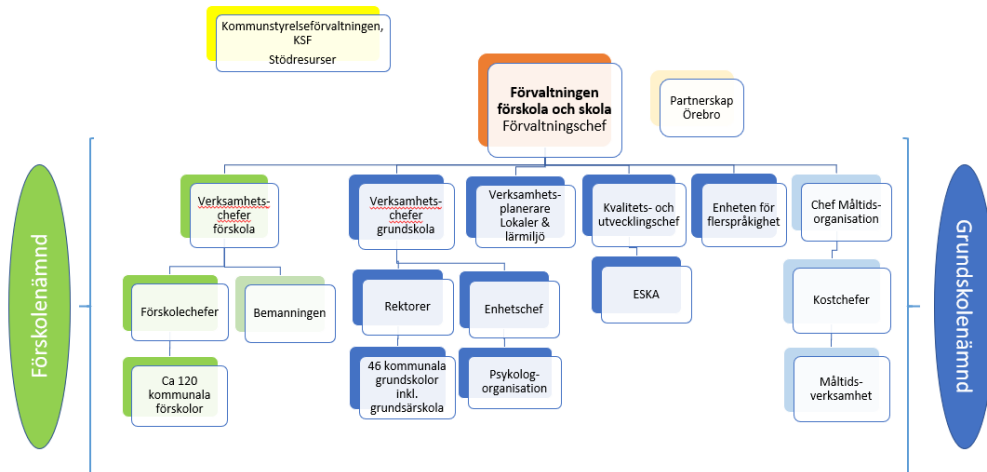 Kommunstyrelseförvaltningen,
KSF
Stödresurser
Förvaltningen
förskola och skola
Förvaltningschef
Partnerskap
Örebro
Förskolenämnd
Grundskolenämnd
Verksamhets-
chefer
förskola
Verksamhets-
chefer
grundskola
Verksamhets-
planerare
Lokaler &
lärmiljö
Kvalitets- och
utvecklingschef
Enheten för
flerspråkighet
Chef Måltids-
organisation
Förskolechefer
Bemanningen
Rektorer
Enhetschef
ESKA
Kostchefer
Ca 120
kommunala
förskolor
46 kommunala
grundskolor
inkl.
grundsärskola
Psykolog-
organisation
Måltids-
verksamhet